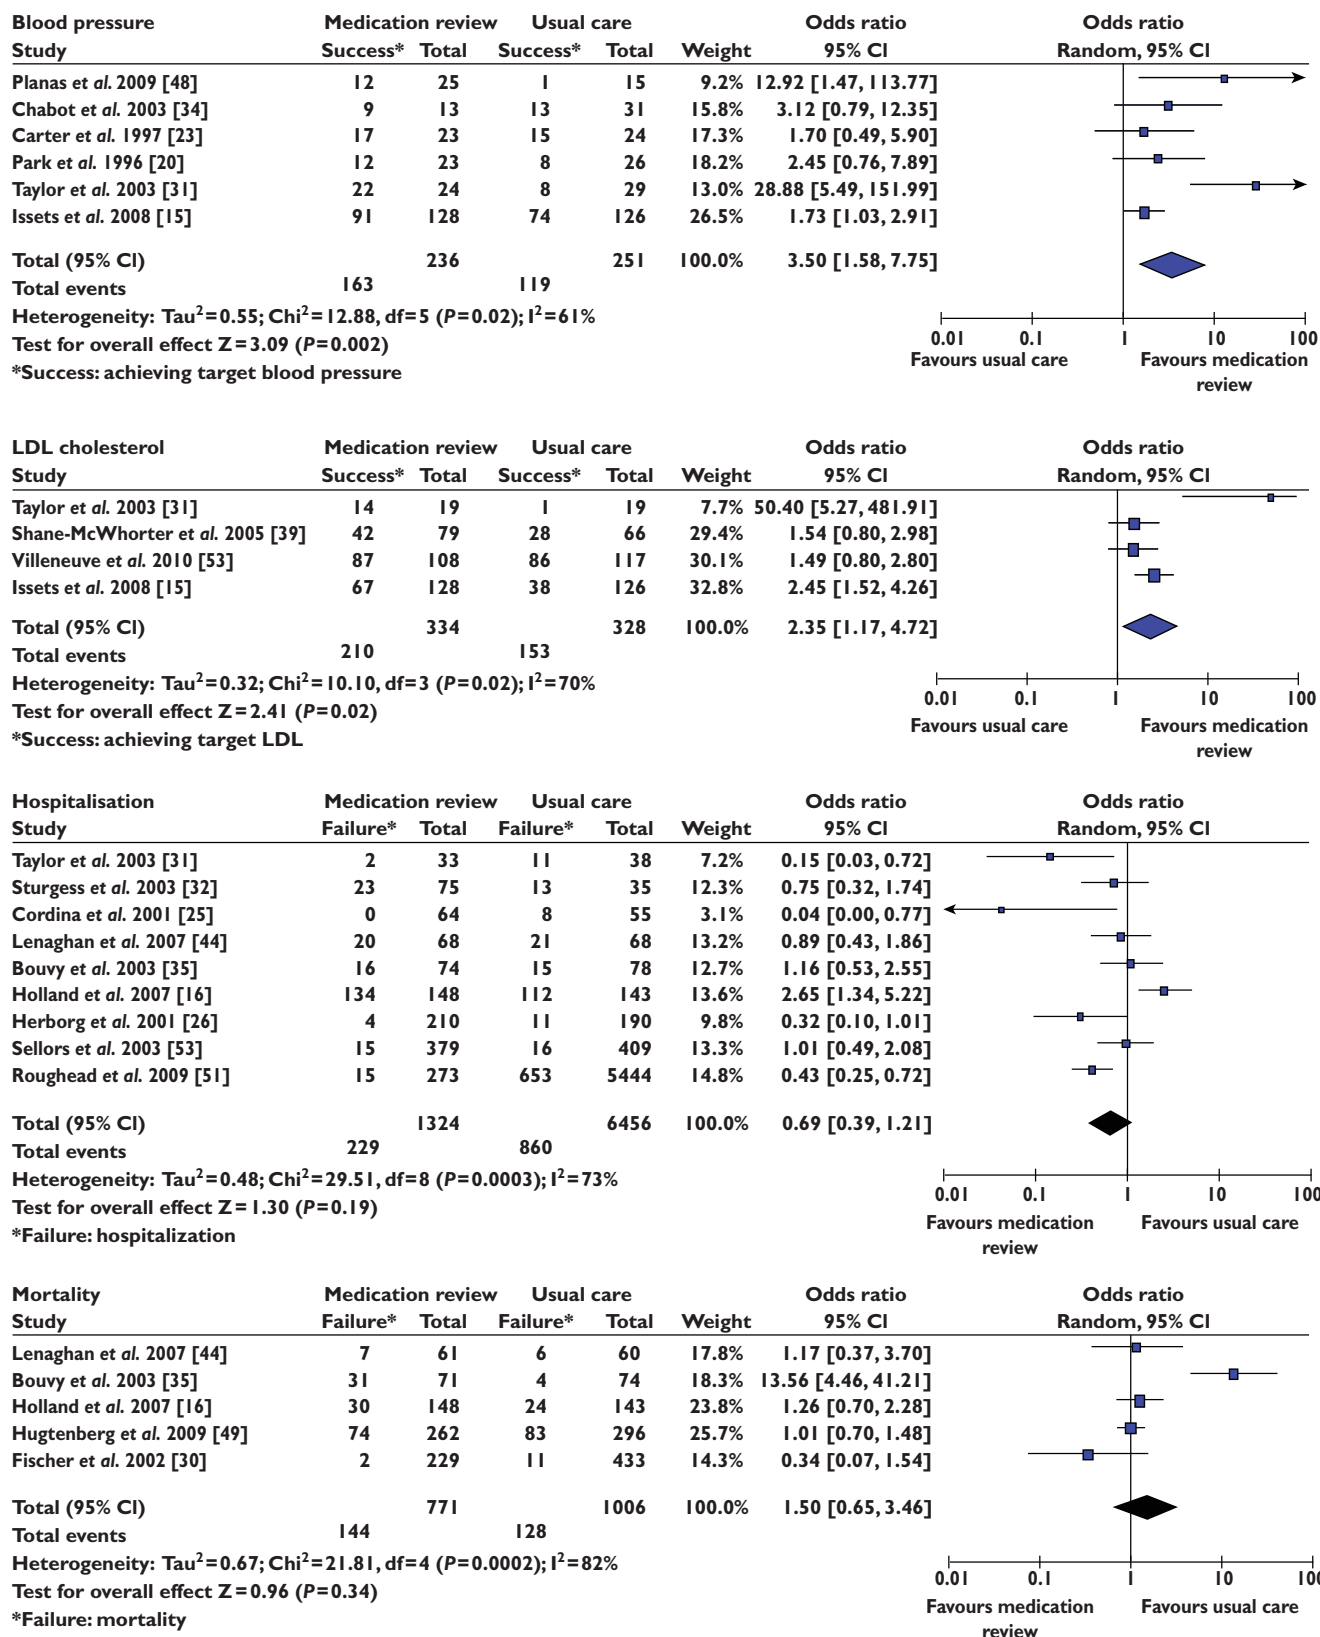 Blood pressure Medication review Usual care Odds ratio Odds ratio
Study Success* Total Success* Total Weight 95% CI Random, 95% CI
Planas et al. 2009 [48] 12 25 1 15 9.2% 12.92 [1.47, 113.77]
Chabot et al. 2003 [34] 9 13 13 31 15.8% 3.12 [0.79, 12.35]
Carter et al. 1997 [23] 17 23 15 24 17.3% 1.70 [0.49, 5.90]
Park et al. 1996 [20] 12 23 8 26 18.2% 2.45 [0.76, 7.89]
Taylor et al. 2003 [31] 22 24 8 29 13.0% 28.88 [5.49, 151.99]
Issets et al. 2008 [15] 91 128 74 126 26.5% 1.73 [1.03, 2.91]
Total (95% CI) 236 251 100.0% 3.50 [1.58, 7.75]
Total events 163 119
Heterogeneity: Tau²=0.55; Chi²=12.88, df=5 (P=0.02); I²=61%
Test for overall effect Z=3.09 (P=0.002)
*Success: achieving target blood pressure
0.01 0.1 1 10 100
Favours usual care Favours medication
review
LDL cholesterol Medication review Usual care Odds ratio Odds ratio
Study Success* Total Success* Total Weight 95% CI Random, 95% CI
Taylor et al. 2003 [31] 14 19 1 19 7.7% 50.40 [5.27, 481.91]
Shane-McWhorter et al. 2005 [39] 42 79 28 66 29.4% 1.54 [0.80, 2.98]
Villeneuve et al. 2010 [53] 87 108 86 117 30.1% 1.49 [0.80, 2.80]
Issets et al. 2008 [15] 67 128 38 126 32.8% 2.45 [1.52, 4.26]
Total (95% CI) 334 328 100.0% 2.35 [1.17, 4.72]
Total events 210 153
Heterogeneity: Tau²=0.32; Chi²=10.10, df=3 (P=0.02); I²=70%
Test for overall effect Z=2.41 (P=0.02)
*Success: achieving target LDL
0.01 0.1 1 10 100
Favours usual care Favours medication
review
Hospitalisation Medication review Usual care Odds ratio Odds ratio
Study Failure* Total Failure* Total Weight 95% CI Random, 95% CI
Taylor et al. 2003 [31] 2 33 11 38 7.2% 0.15 [0.03, 0.72]
Sturgess et al. 2003 [32] 23 75 13 35 12.3% 0.75 [0.32, 1.74]
Cordina et al. 2001 [25] 0 64 8 55 3.1% 0.04 [0.00, 0.77]
Lenaghan et al. 2007 [44] 20 68 21 68 13.2% 0.89 [0.43, 1.86]
Bouvy et al. 2003 [35] 16 74 15 78 12.7% 1.16 [0.53, 2.55]
Holland et al. 2007 [16] 134 148 112 143 13.6% 2.65 [1.34, 5.22]
Herborg et al. 2001 [26] 4 210 11 190 9.8% 0.32 [0.10, 1.01]
Sellors et al. 2003 [53] 15 379 16 409 13.3% 1.01 [0.49, 2.08]
Roughead et al. 2009 [51] 15 273 653 5444 14.8% 0.43 [0.25, 0.72]
Total (95% CI) 1324 6456 100.0% 0.69 [0.39, 1.21]
Total events 229 860
Heterogeneity: Tau²=0.48; Chi²=29.51, df=8 (P=0.0003); I²=73%
Test for overall effect Z=1.30 (P=0.19)
*Failure: hospitalization
0.01 0.1 1 10 100
Favours medication Favours usual care
review
Mortality Medication review Usual care Odds ratio Odds ratio
Study Failure* Total Failure* Total Weight 95% CI Random, 95% CI
Lenaghan et al. 2007 [44] 7 61 6 60 17.8% 1.17 [0.37, 3.70]
Bouvy et al. 2003 [35] 31 71 4 74 18.3% 13.56 [4.46, 41.21]
Holland et al. 2007 [16] 30 148 24 143 23.8% 1.26 [0.70, 2.28]
Hugtenberg et al. 2009 [49] 74 262 83 296 25.7% 1.01 [0.70, 1.48]
Fischer et al. 2002 [30] 2 229 11 433 14.3% 0.34 [0.07, 1.54]
Total (95% CI) 771 1006 100.0% 1.50 [0.65, 3.46]
Total events 144 128
Heterogeneity: Tau²=0.67; Chi²=21.81, df=4 (P=0.0002); I²=82%
Test for overall effect Z=0.96 (P=0.34)
*Failure: mortality
0.01 0.1 1 10 100
Favours medication Favours usual care
review